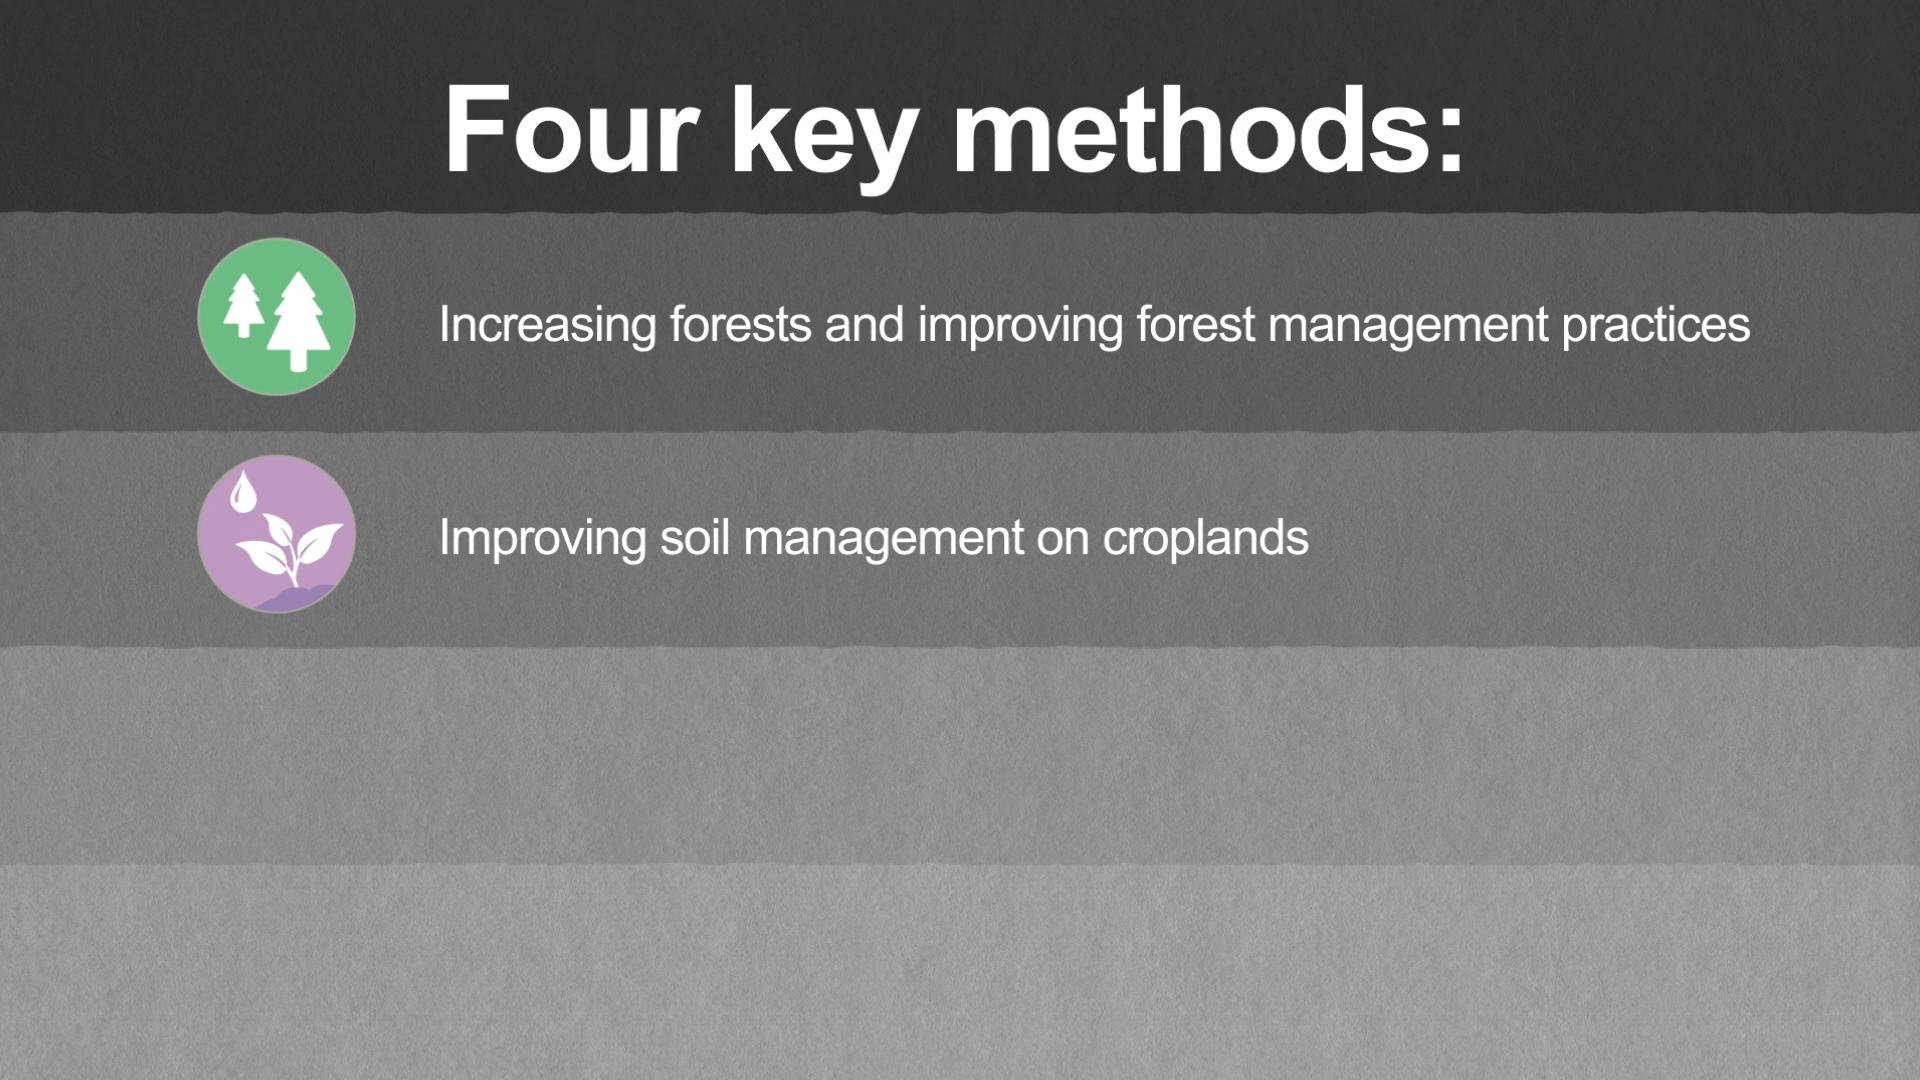 Four key methods:
Increasing forests and improving forest management practices
Improving soil management on croplands